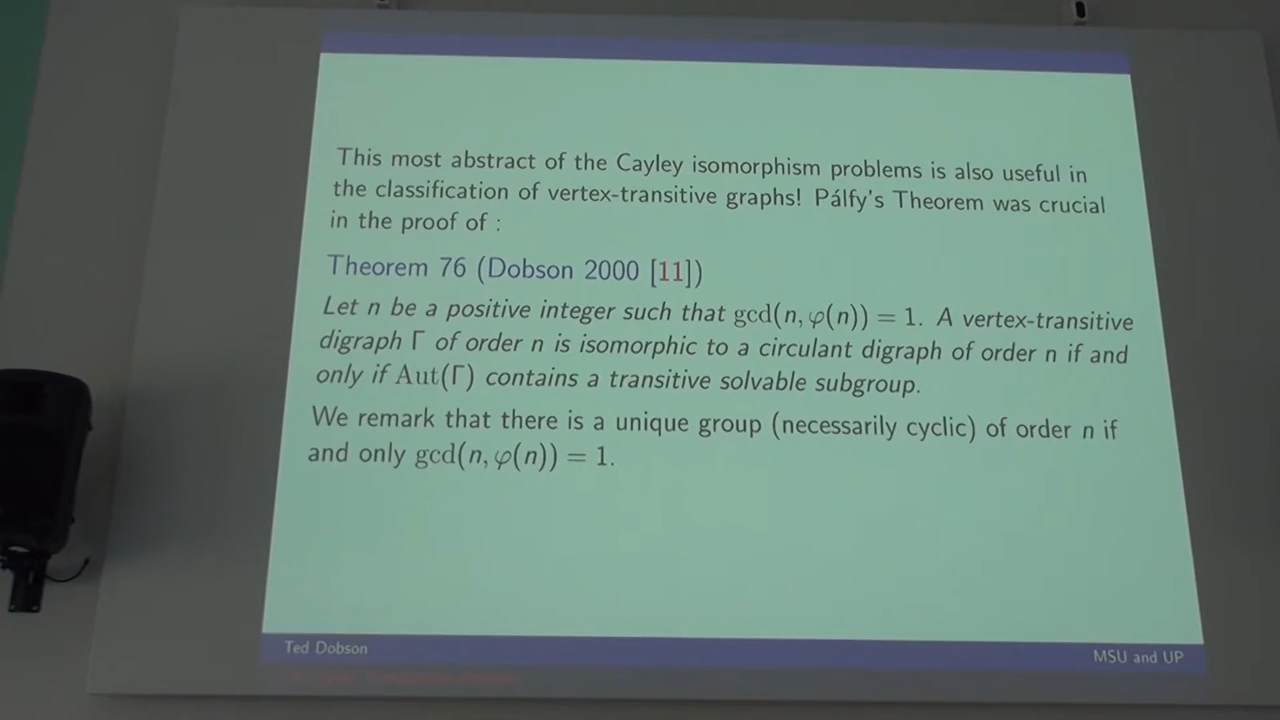 This most abstract of the Cayley isomorphism problems is also useful in
the classification of vertex-transitive graphs! Pálfy's Theorem was crucial
in the proof of :
Theorem 76 (Dobson 2000 [11])
Let n be a positive integer such that gcd(n, φ(n)) = 1. A vertex-transitive
digraph Γ of order n is isomorphic to a circulant digraph of order n if and
only if Aut(Γ) contains a transitive solvable subgroup.
We remark that there is a unique group (necessarily cyclic) of order n if
and only gcd(n, φ(n)) = 1.
Ted Dobson
MSU and UP